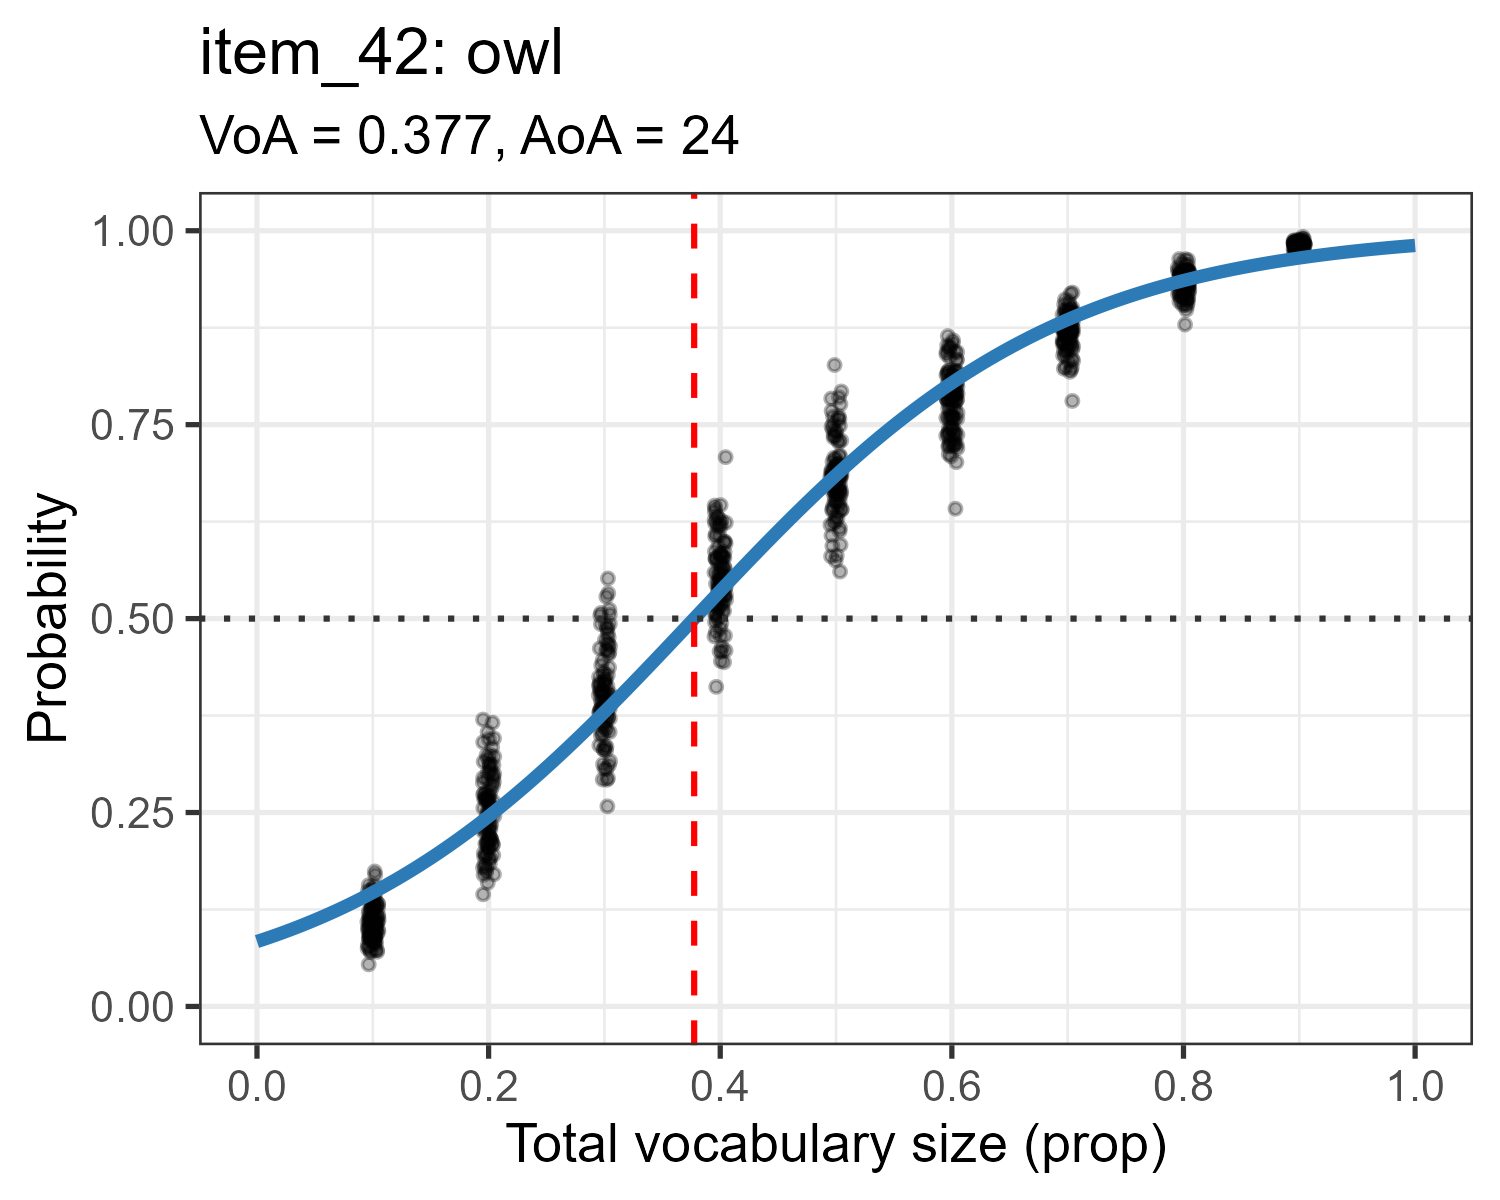 item_42: owl
VoA = 0.377, AoA = 24
1.00
0.75
0.50
0.25
0.00
Probability
0.0 0.2 0.4 0.6 0.8 1.0
Total vocabulary size (prop)